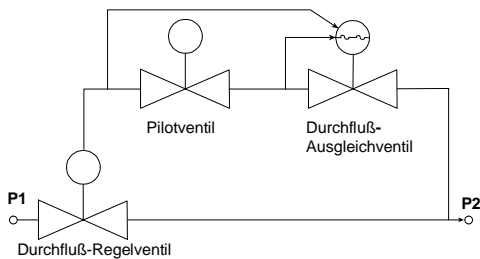 Pilotventil
Durchfluß-
Ausgleichventil
P1
P2
Durchfluß-Regelventil